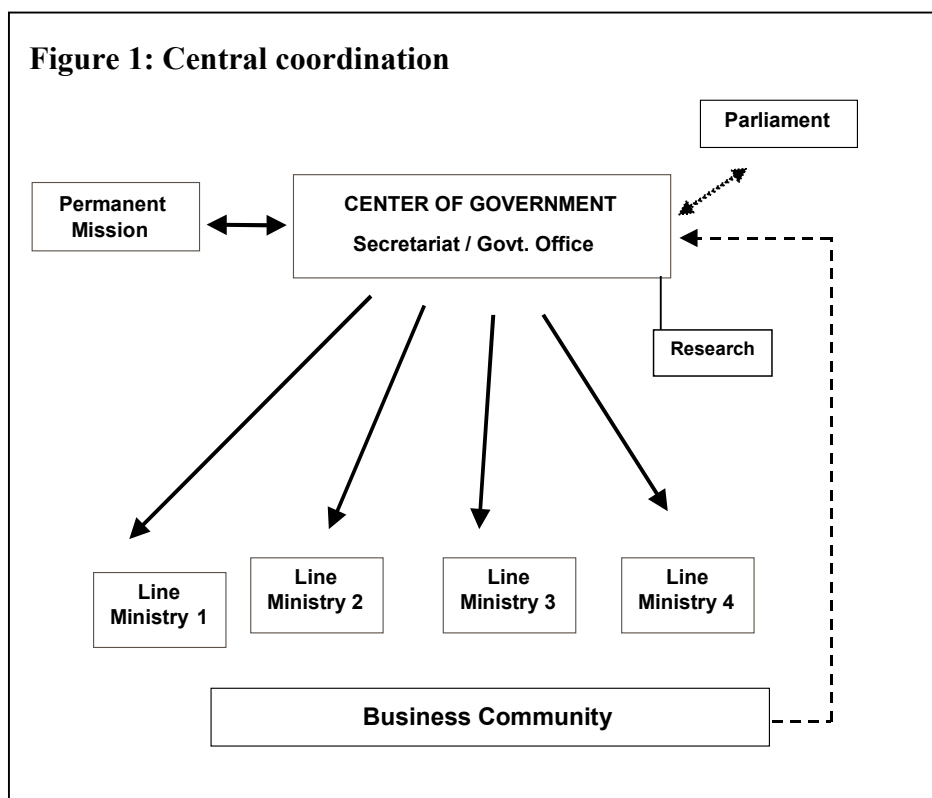 Figure 1: Central coordination
Parliament
Permanent
Mission
CENTER OF GOVERNMENT
Secretariat / Govt. Office
Research
Line
Ministry 1
Line
Ministry 2
Line
Ministry 3
Line
Ministry 4
Business Community